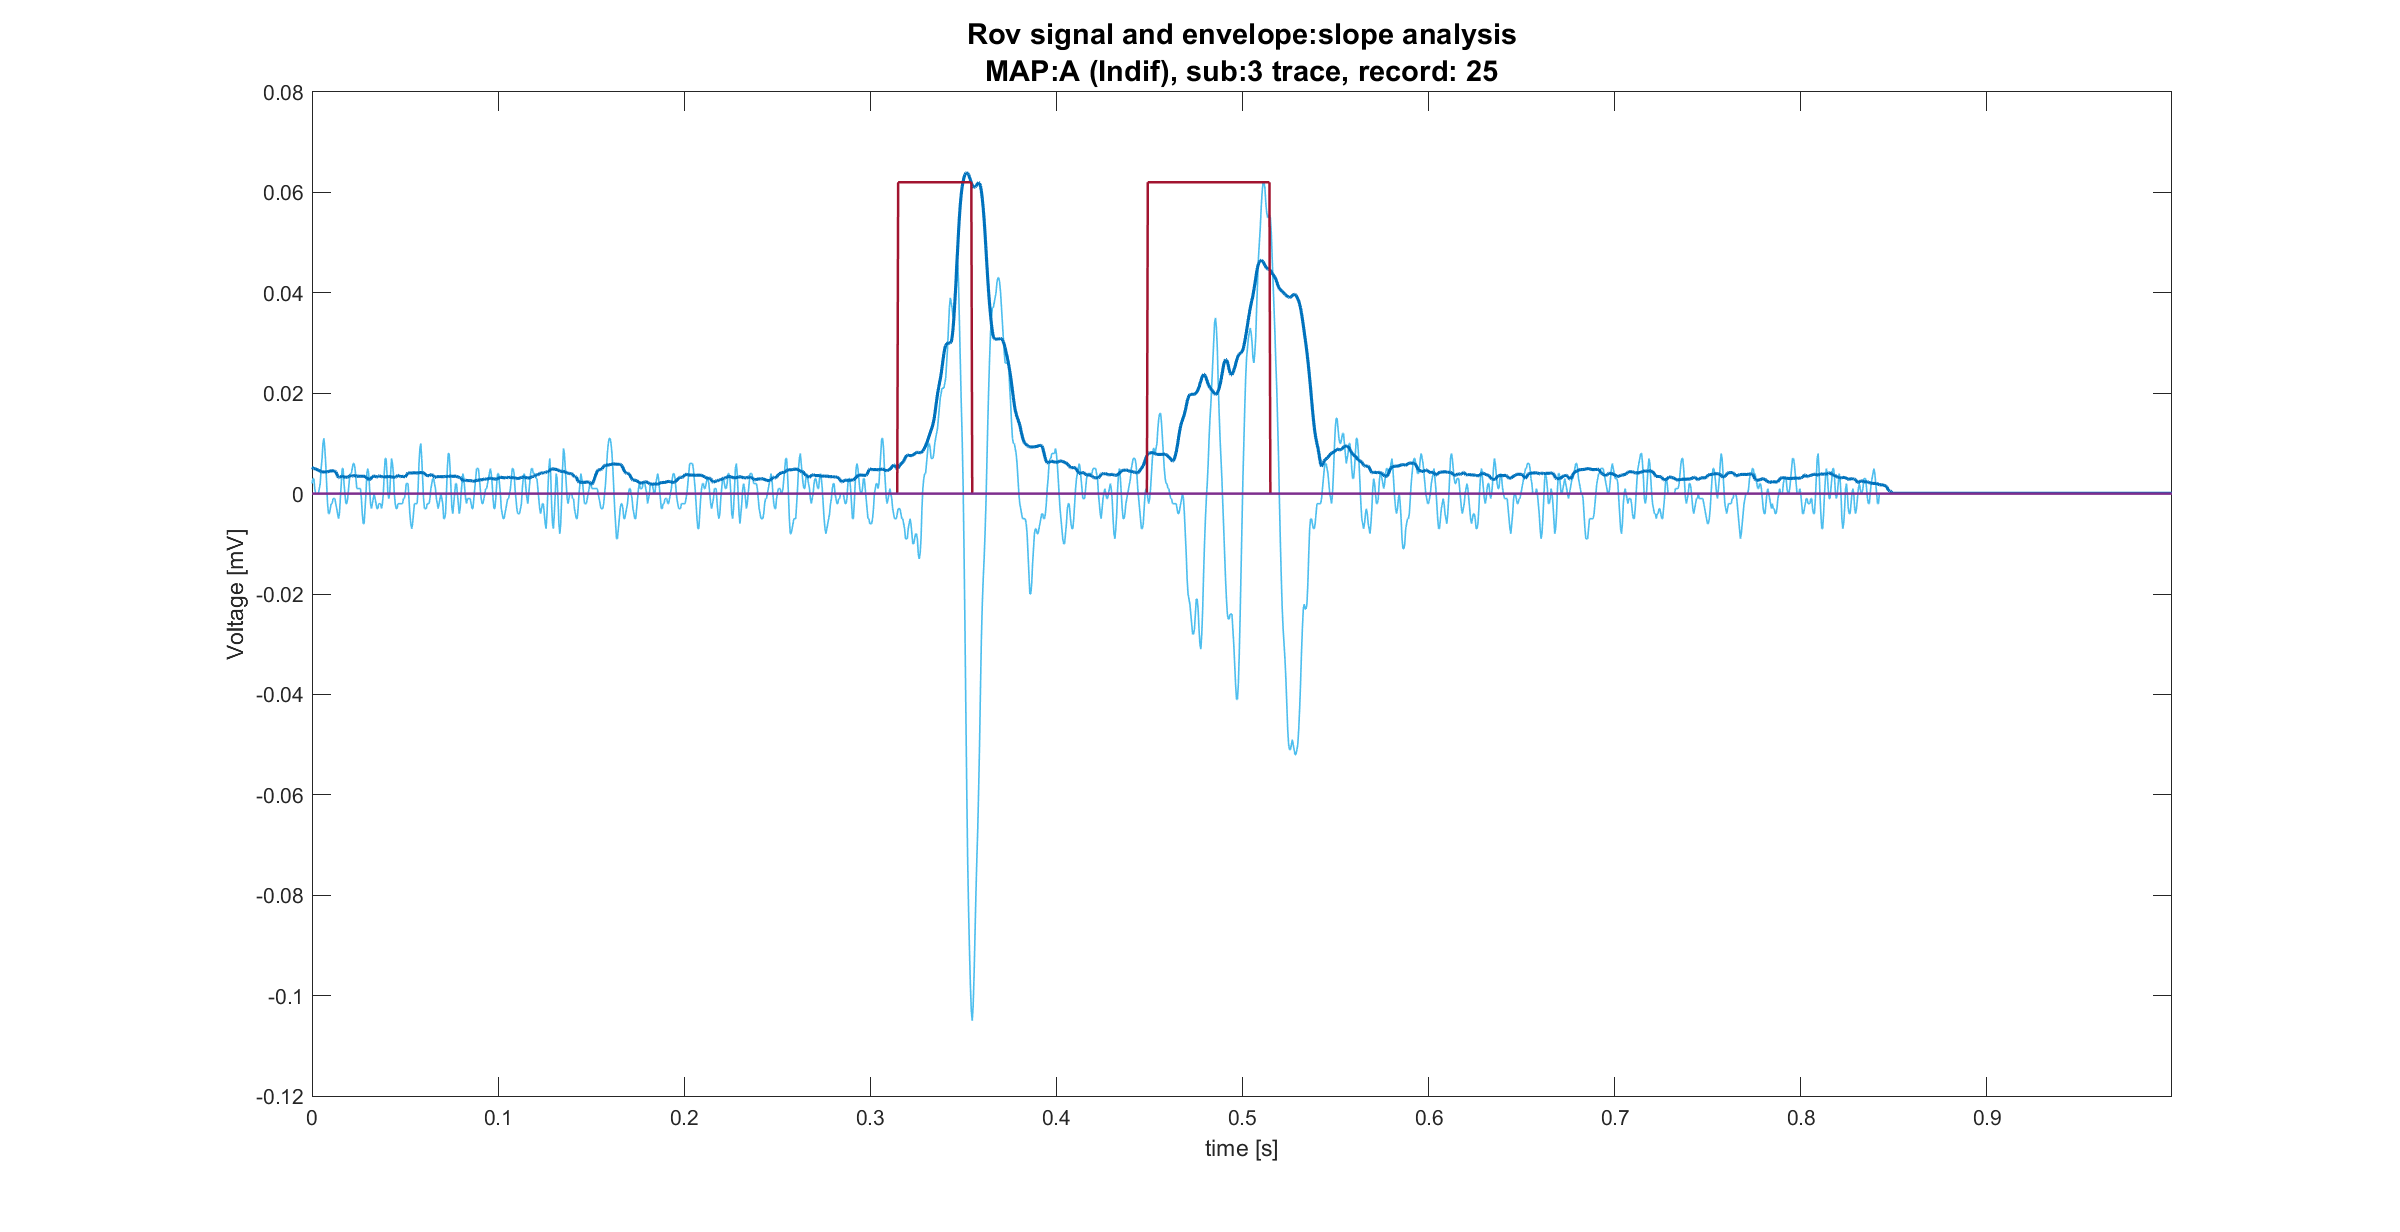 Rov signal and envelope:slope analysis
MAP:A (Indif), sub:3 trace, record: 25
0.08
0.06
0.04
0.02
0
-0.02
-0.04
-0.06
-0.08
-0.1
-0.12
Voltage [mV]
0 0.1 0.2 0.3 0.4 0.5 0.6 0.7 0.8 0.9
time [s]